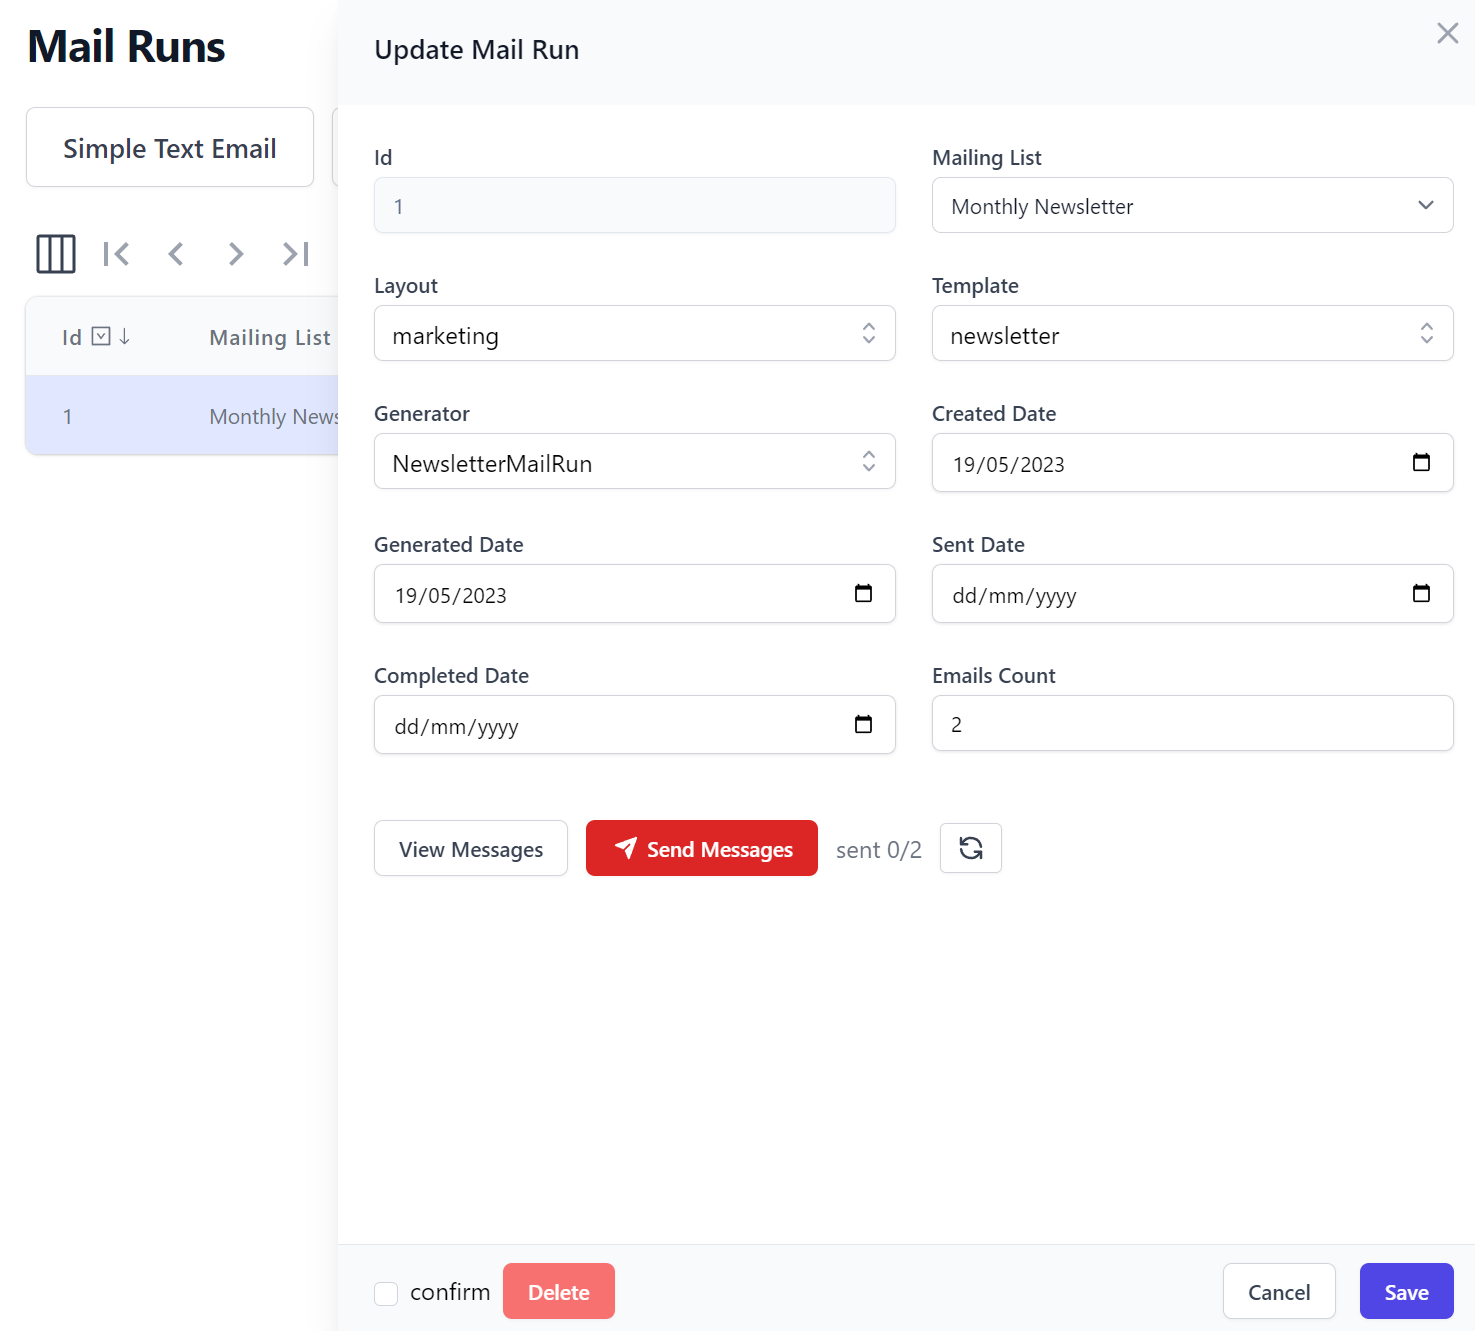 Mail Runs
Simple Text Email
Id
Mailing List
1
Monthly News
Update Mail Run
Id
Mailing List
1
Monthly Newsletter
Layout
Template
marketing
newsletter
Generator
Created Date
NewsletterMailRun
19/05/2023
Generated Date
Sent Date
19/05/2023
dd/mm/yyyy
Completed Date
Emails Count
dd/mm/yyyy
2
View Messages
Send Messages
sent 0/2
confirm
Delete
Cancel
Save